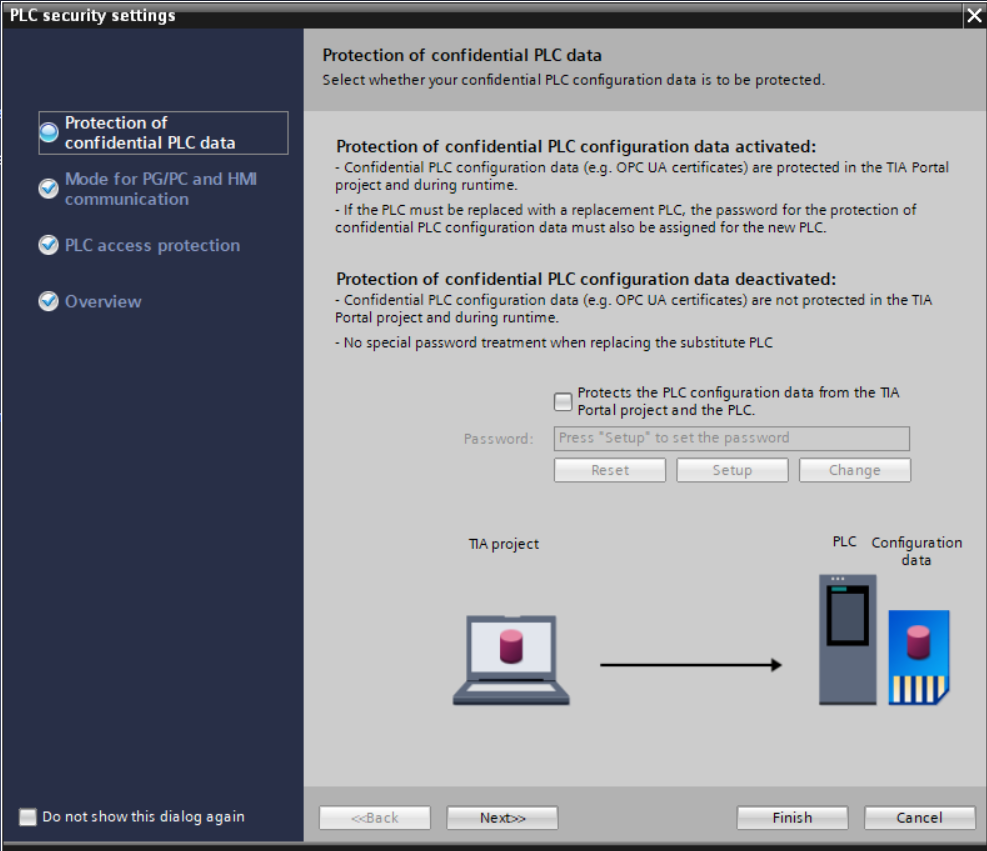 PLC security settings
Protection of confidential PLC data
Select whether your confidential PLC configuration data is to be protected.
Protection of
confidential PLC data
Mode for PG/PC and HMI
communication
PLC access protection
Overview
Protection of confidential PLC configuration data activated:
- Confidential PLC configuration data (e.g. OPC UA certificates) are protected in the TIA Portal
project and during runtime.
- If the PLC must be replaced with a replacement PLC, the password for the protection of
confidential PLC configuration data must also be assigned for the new PLC.
Protection of confidential PLC configuration data deactivated:
- Confidential PLC configuration data (e.g. OPC UA certificates) are not protected in the TIA
Portal project and during runtime.
- No special password treatment when replacing the substitute PLC
Protects the PLC configuration data from the TIA
Portal project and the PLC.
Password: Press "Setup" to set the password
Reset Setup Change
TIA project
PLC Configuration
data
Do not show this dialog again
<<Back Next>> Finish Cancel